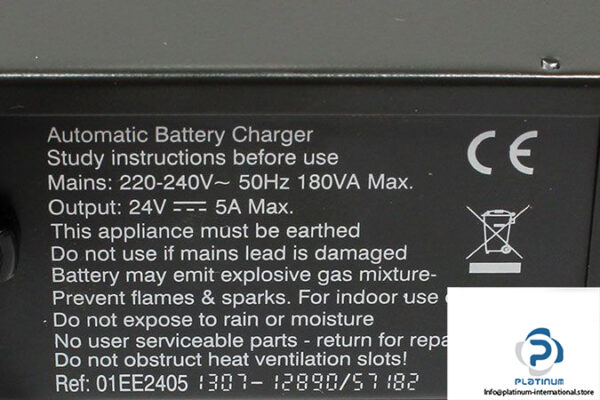 Automatic Battery Charger
Study instructions before use
Mains: 220-240V~ 50Hz 180VA Max.
Output: 24V ⎓ 5A Max.
This appliance must be earthed
Do not use if mains lead is damaged
Battery may emit explosive gas mixture-
Prevent flames & sparks. For indoor use
Do not expose to rain or moisture
No user serviceable parts - return for repa
Do not obstruct heat ventilation slots!
Ref: 01EE2405 1307-12890/57182
CE
PLATINUM
info@platinum-international.store